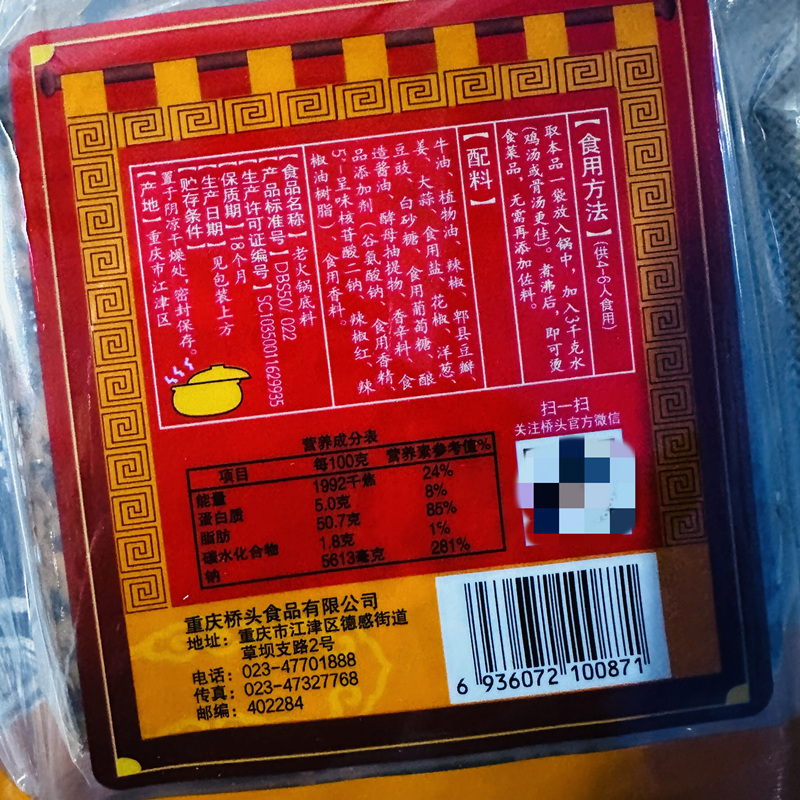 【食用方法】(供4-6人食用)
取本品一袋放入锅中，加入3千克水
(鸡汤或骨汤更佳)。煮沸后，即可烫
食菜品，无需再添加佐料。
【配料】
牛油、植物油、辣椒、郫县豆瓣、
姜、大蒜、食用盐、花椒、洋葱、
豆豉、白砂糖、食用葡萄糖、酿
造酱油、酵母抽提物、香辛料、食
品添加剂（谷氨酸钠、食用香精、
5'-呈味核苷酸二钠、辣椒红、辣
椒油树脂）、食用香料。
【食品名称】老火锅底料
【产品标准号】DBS50/ 022
【生产许可证编号】SC10350011629935
【保质期】18个月
【生产日期】见包装上方
【贮存条件】
置于阴凉干燥处，密封保存。
【产地】重庆市江津区
扫一扫
关注桥头官方微信
营养成分表
项目 每100克 营养素参考值%
能量 1992千焦 24%
蛋白质 5.0克 8%
脂肪 50.7克 85%
碳水化合物 1.8克 1%
钠 5613毫克 281%
重庆桥头食品有限公司
地址：重庆市江津区德感街道
草坝支路2号
电话：023-47701888
传真：023-47327768
邮编：402284
6 936072 100871